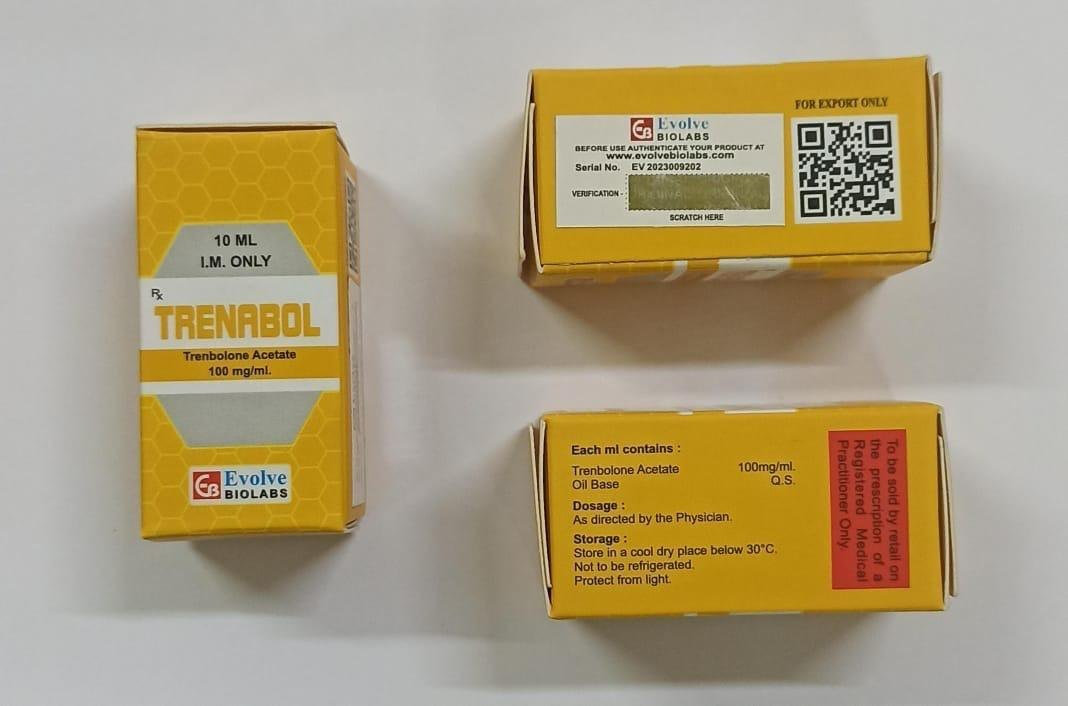 10 ML
I.M. ONLY
Rx
TRENABOL
Trenbolone Acetate
100 mg/ml.
EB Evolve
BIOLABS
FOR EXPORT ONLY
EB Evolve
BIOLABS
BEFORE USE AUTHENTICATE YOUR PRODUCT AT
www.evolvebiolabs.com
Serial No. EV 2023009202
VERIFICATION -
SCRATCH HERE
Each ml contains :
Trenbolone Acetate 100mg/ml.
Oil Base Q.S.
Dosage :
As directed by the Physician.
Storage :
Store in a cool dry place below 30°C.
Not to be refrigerated.
Protect from light.
To be sold by retail on
the prescription of a
Registered Medical
Practitioner Only.